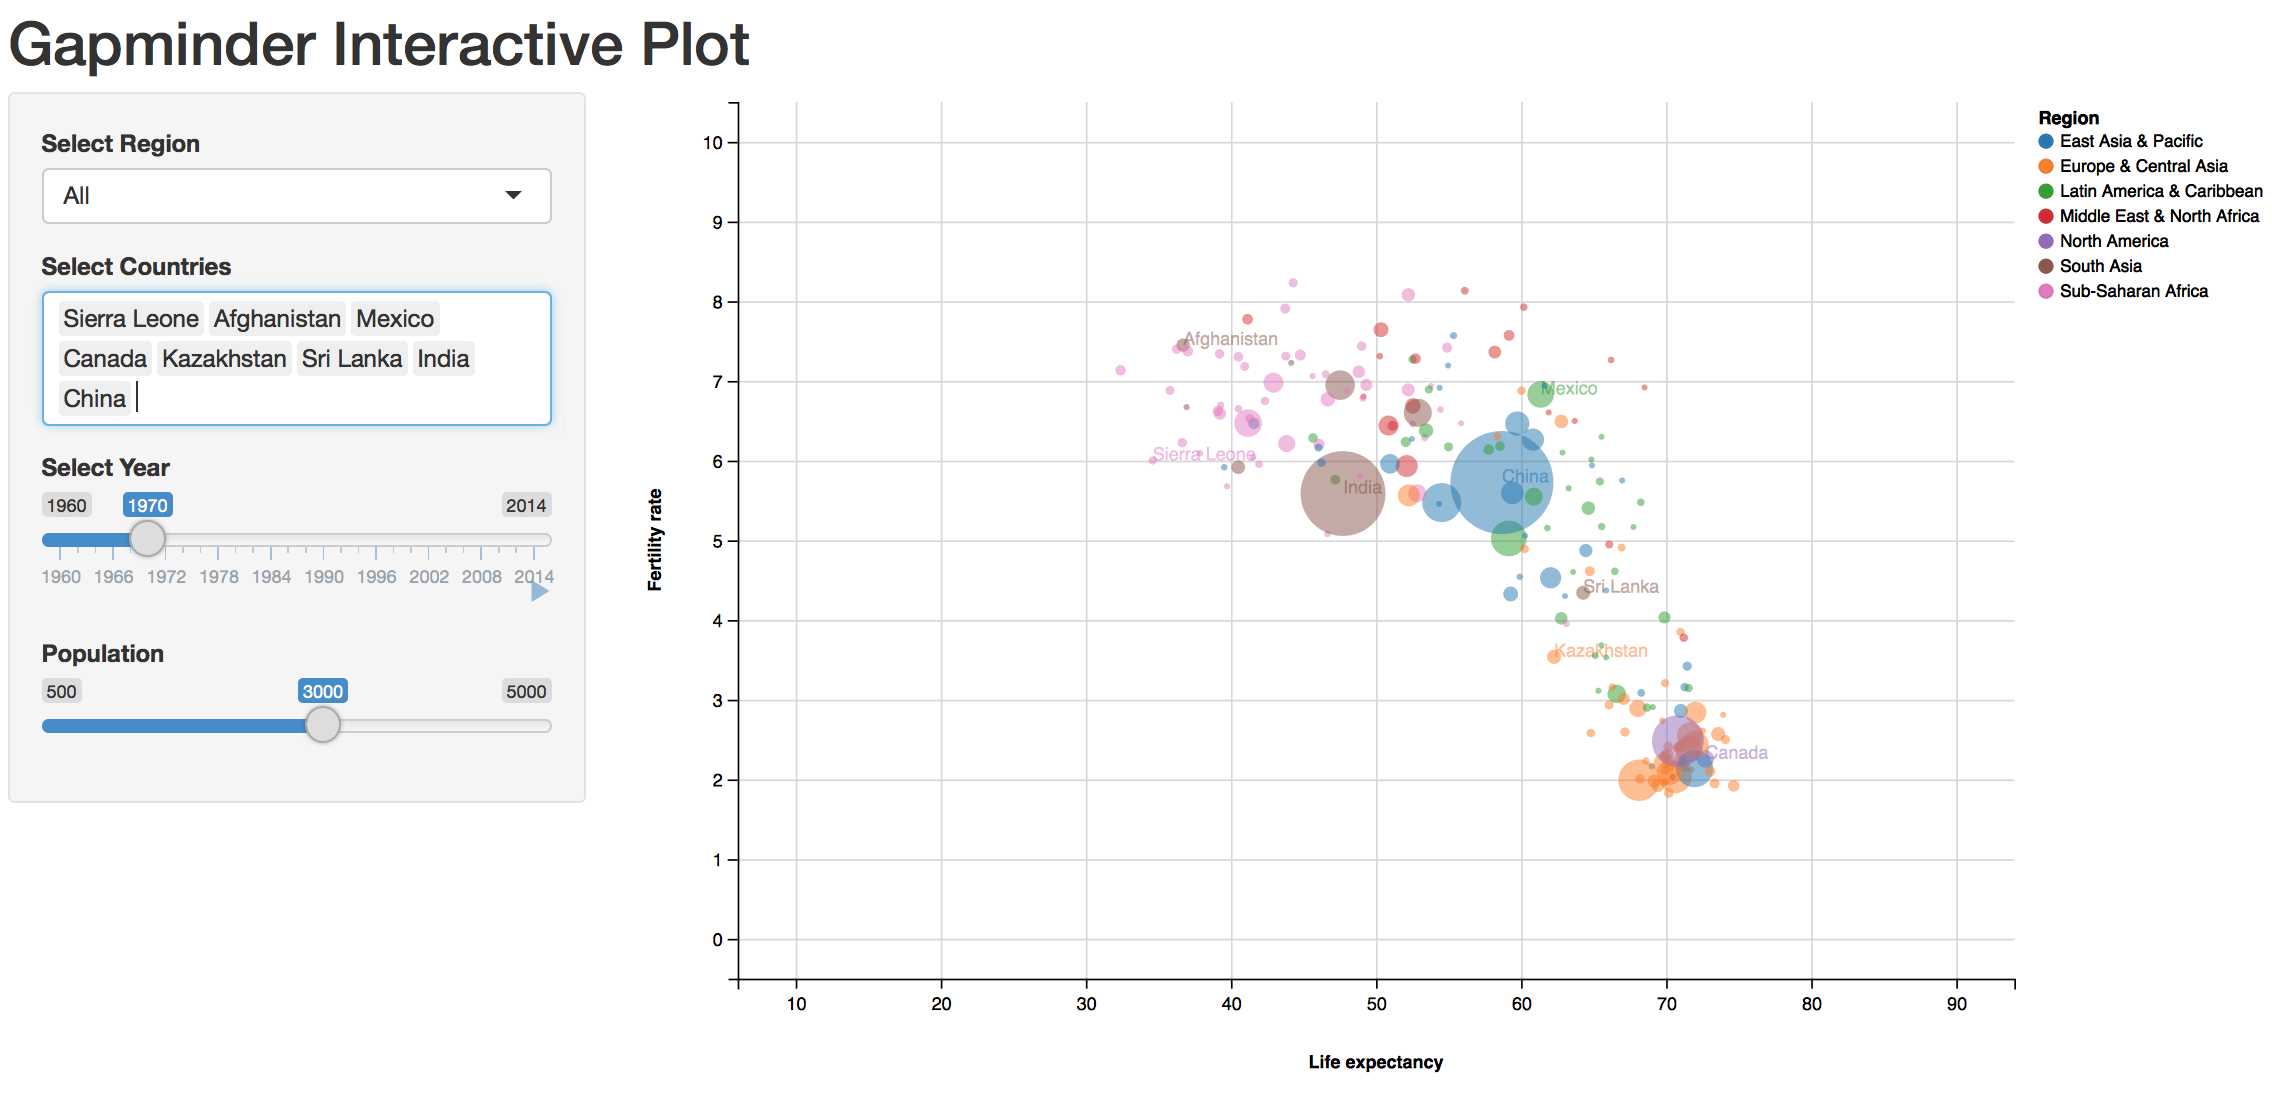 Gapminder Interactive Plot
Select Region
All
Select Countries
Sierra Leone Afghanistan Mexico
Canada Kazakhstan Sri Lanka India
China
Select Year
1960 1970 2014
1960 1966 1972 1978 1984 1990 1996 2002 2008 2014
Population
500 3000 5000
Fertility rate
10
9
8
7
6
5
4
3
2
1
0
Afghanistan
Mexico
Sierra Leone
China
India
Sri Lanka
Kazakhstan
Canada
10 20 30 40 50 60 70 80 90
Life expectancy
Region
East Asia & Pacific
Europe & Central Asia
Latin America & Caribbean
Middle East & North Africa
North America
South Asia
Sub-Saharan Africa